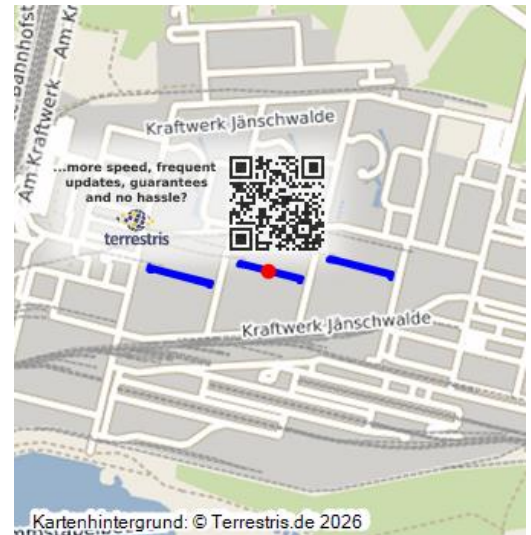 Am Kraftwerk
Am Kr
Kraftwerk Jänschwalde
...more speed, frequent
updates, guarantees
and no hassle?
terrestris
Kraftwerk Jänschwalde
Kartenhintergrund: © Terrestris.de 2026